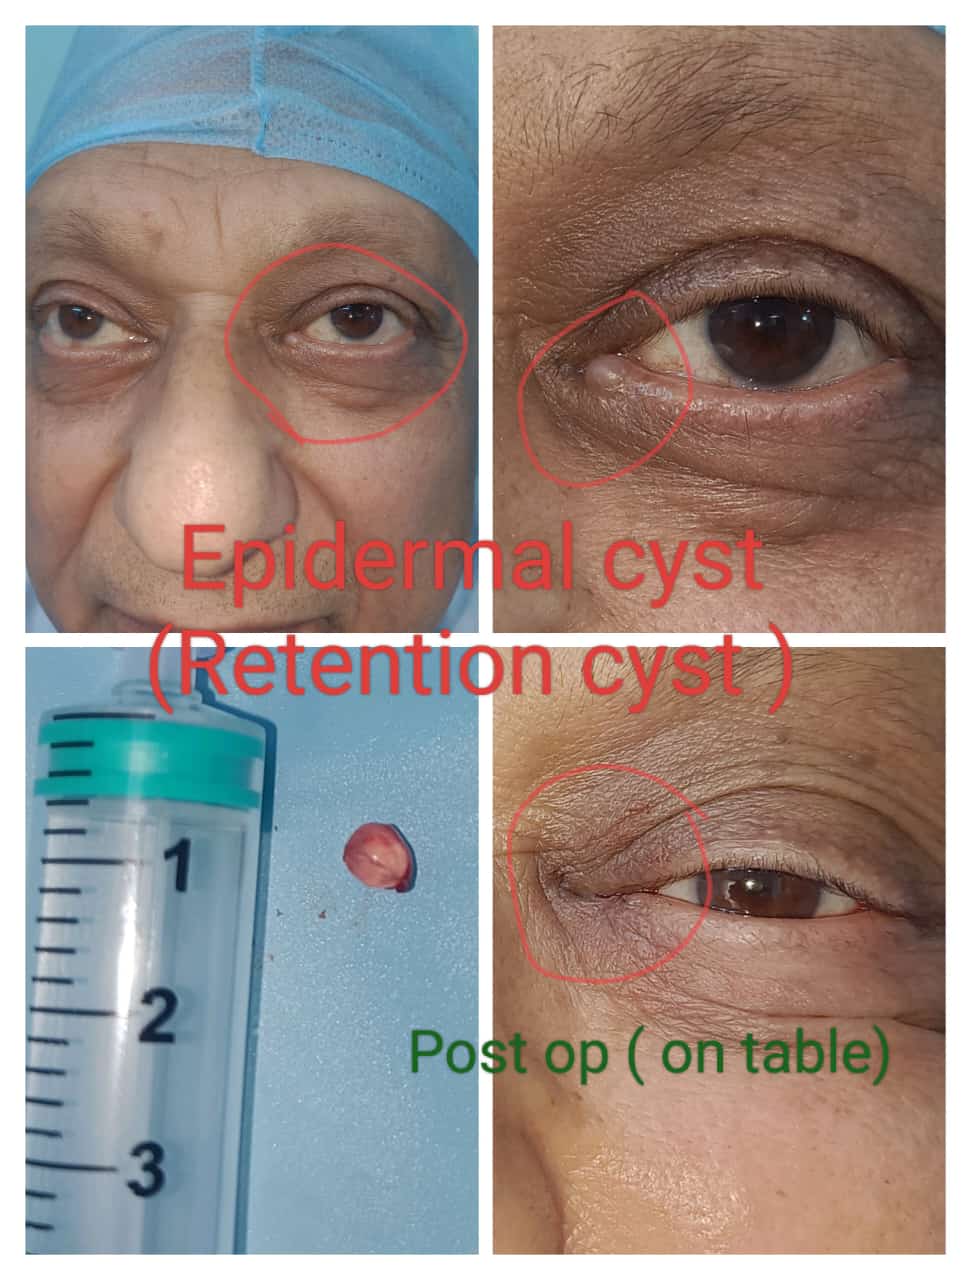 Epidermal cyst
(Retention cyst )
1
2
3
Post op ( on table)